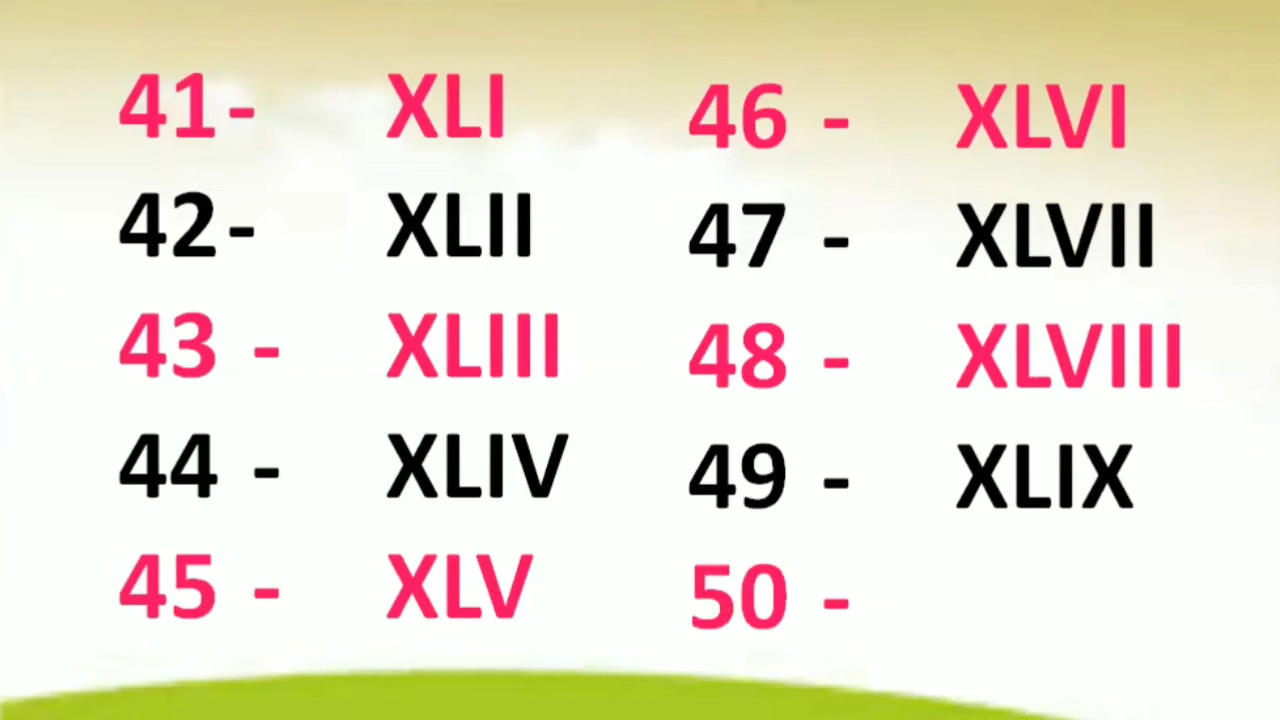 41- XLI
42- XLII
43 - XLIII
44 - XLIV
45 - XLV
46 - XLVI
47 - XLVII
48 - XLVIII
49 - XLIX
50 -